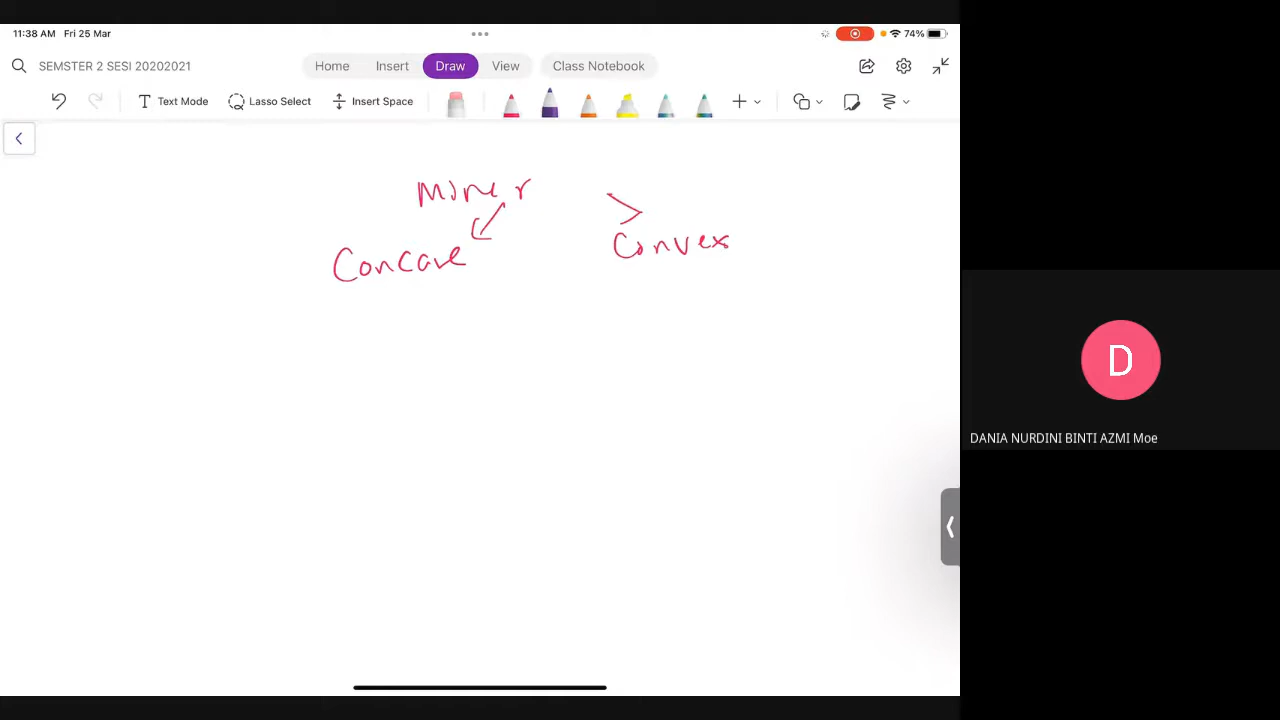 11:38 AM Fri 25 Mar
74%
SEMSTER 2 SESI 20202021
Home Insert Draw View Class Notebook
Text Mode Lasso Select Insert Space
Convex
Concave
D
DANIA NURDINI BINTI AZMI Moe